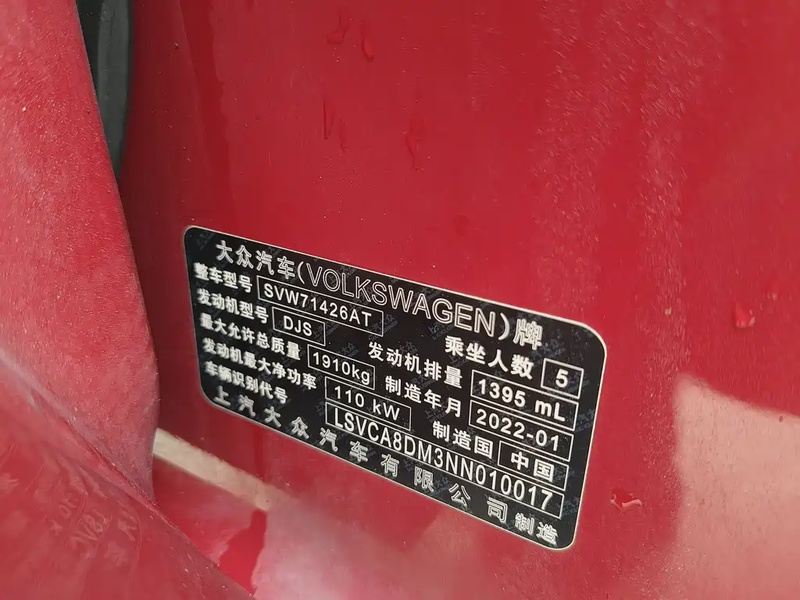 大众汽车(VOLKSWAGEN)牌
整车型号 SVW71426AT 乘坐人数 5
发动机型号 DJS 发动机排量 1395 mL
最大允许总质量 1910kg 制造年月 2022-01
发动机最大净功率 110 kW 制造国 中国
车辆识别代号 LSVCA8DM3NN010017
上汽大众汽车有限公司制造